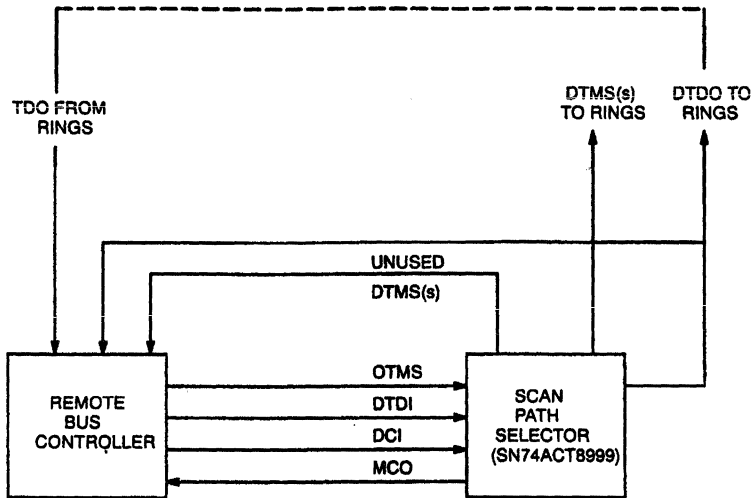 TDO FROM
RINGS
DTMS(s)
TO RINGS
DTDO TO
RINGS
UNUSED
DTMS(s)
REMOTE
BUS
CONTROLLER
OTMS
DTDI
DCI
MCO
SCAN
PATH
SELECTOR
(SN74ACT8999)